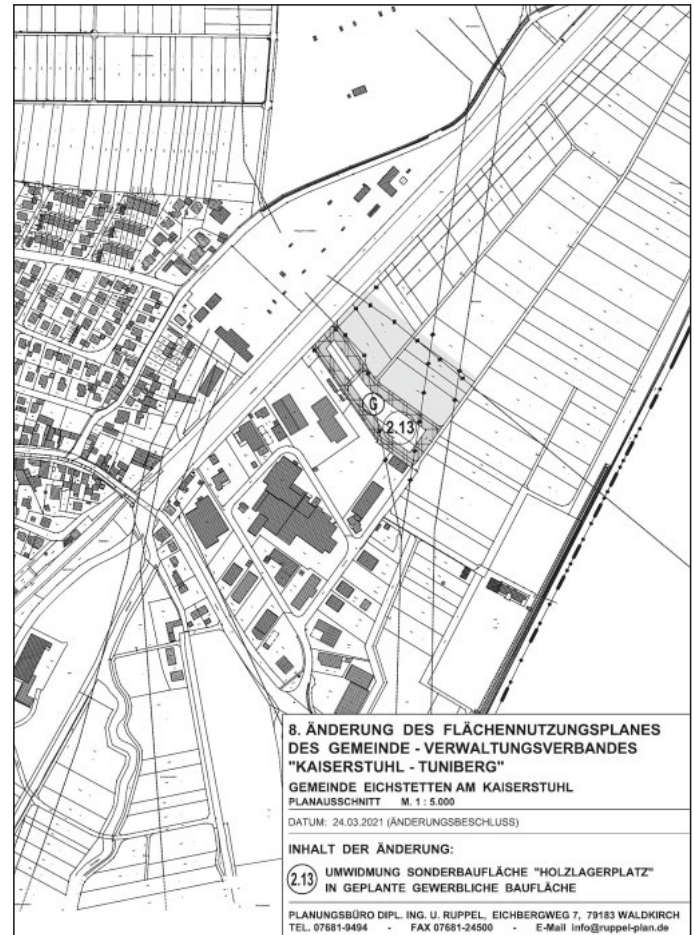 G
2.13
8. ÄNDERUNG DES FLÄCHENNUTZUNGSPLANES
DES GEMEINDE - VERWALTUNGSVERBANDES
"KAISERSTUHL - TUNIBERG"
GEMEINDE EICHSTETTEN AM KAISERSTUHL
PLANAUSSCHNITT M. 1 : 5.000
DATUM: 24.03.2021 (ÄNDERUNGSBESCHLUSS)
INHALT DER ÄNDERUNG:
2.13 UMWIDMUNG SONDERBAUFLÄCHE "HOLZLAGERPLATZ"
IN GEPLANTE GEWERBLICHE BAUFLÄCHE
PLANUNGSBÜRO DIPL. ING. U. RUPPEL, EICHBERGWEG 7, 79183 WALDKIRCH
TEL. 07681-9494 - FAX 07681-24500 - E-Mail info@ruppel-plan.de